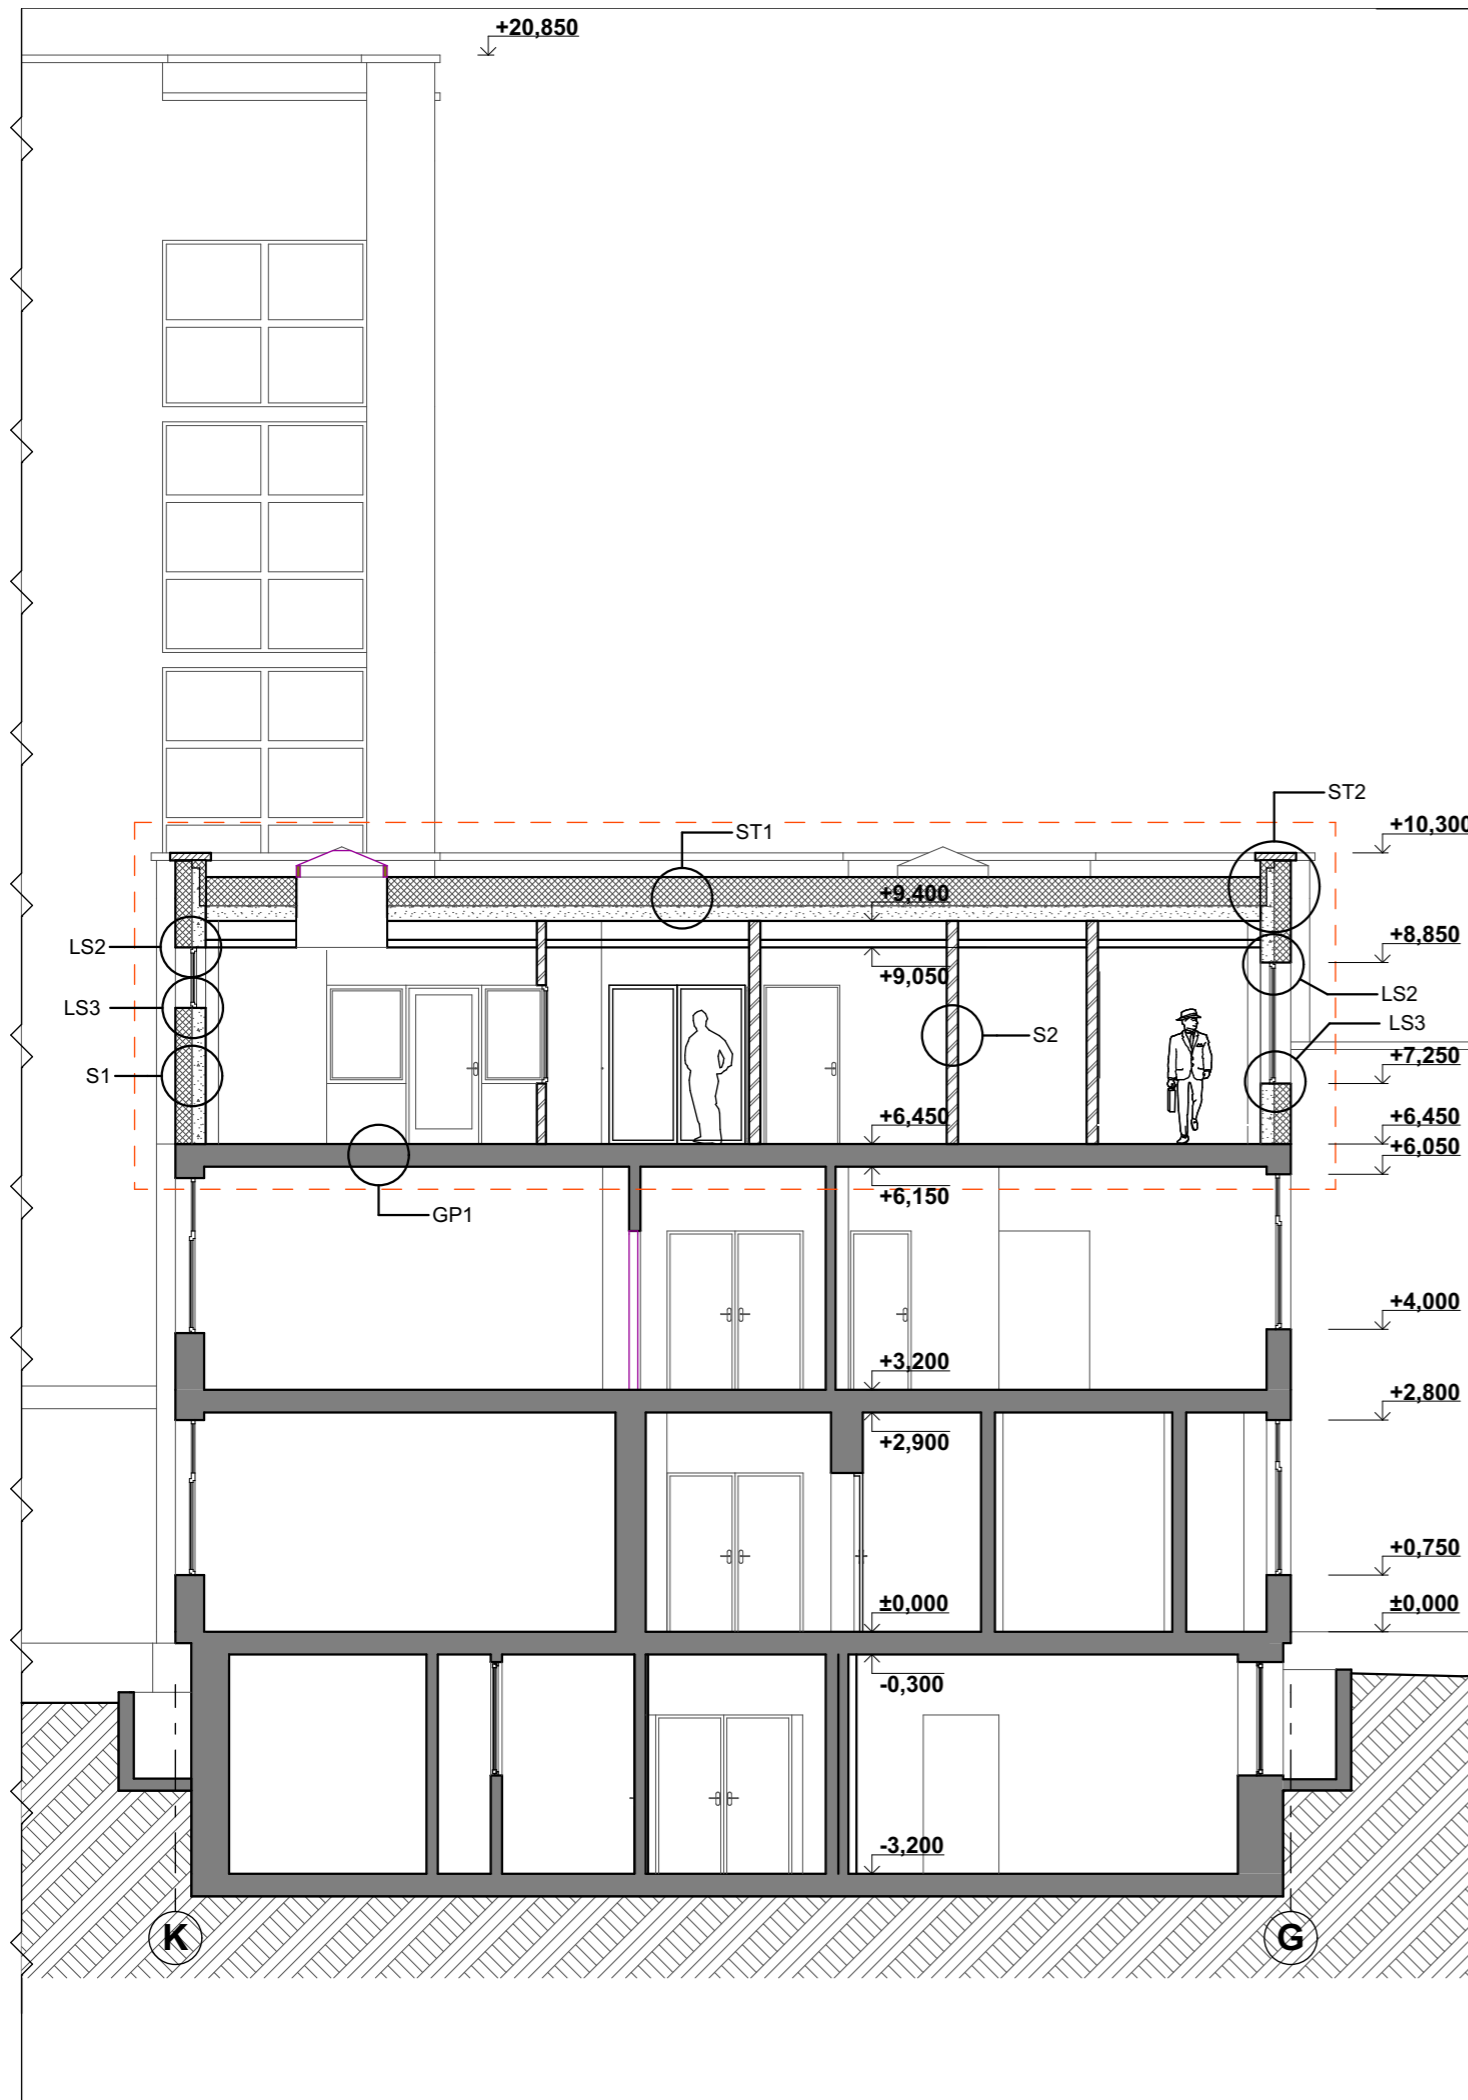 +20,850
ST2
+10,300
ST1
+9,400
LS2
+8,850
+9,050
LS2
LS3
LS3
S2
+7,250
S1
+6,450
+6,450
+6,050
+6,150
GP1
+4,000
+3,200
+2,800
+2,900
+0,750
±0,000
±0,000
-0,300
-3,200
K
G